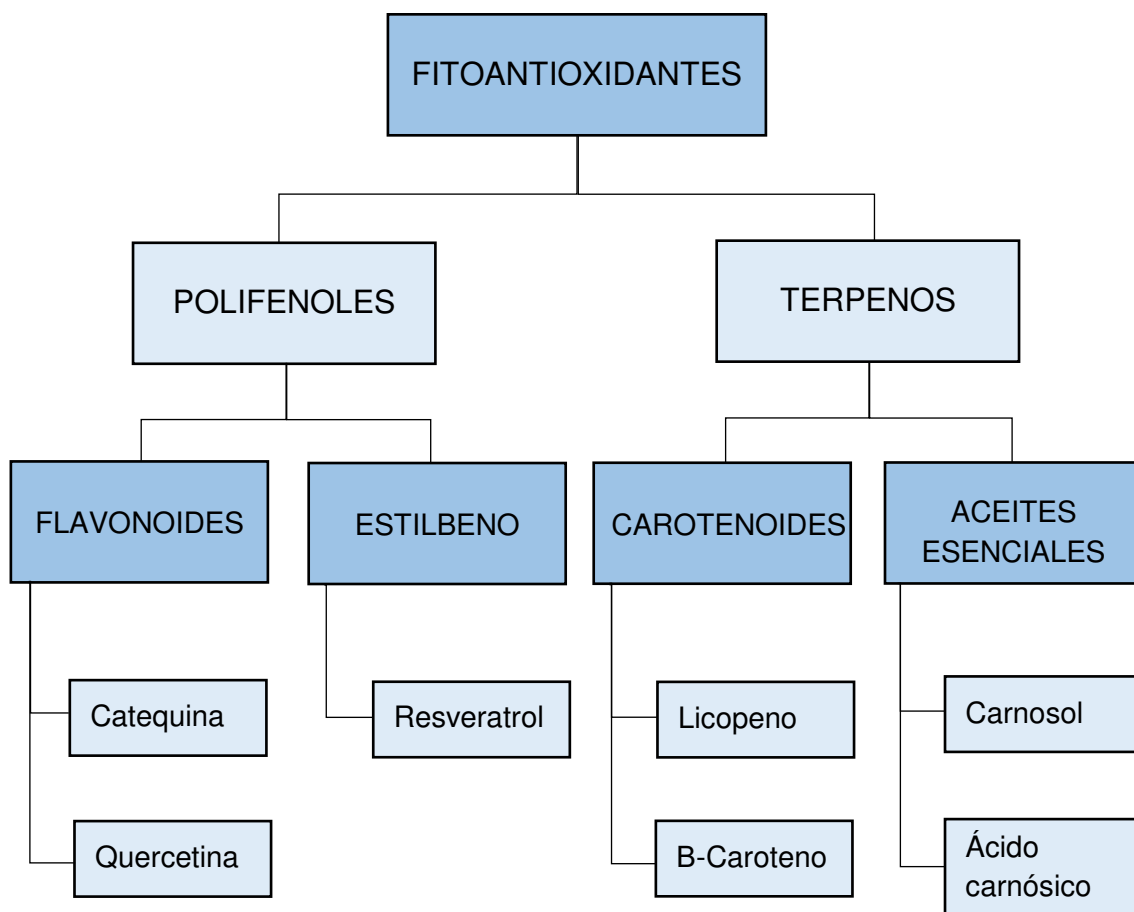 FITOANTIOXIDANTES
POLIFENOLES
TERPENOS
FLAVONOIDES
ESTILBENO
CAROTENOIDES
ACEITES
ESENCIALES
Catequina
Resveratrol
Licopeno
Carnosol
Quercetina
B-Caroteno
Ácido
carnósico